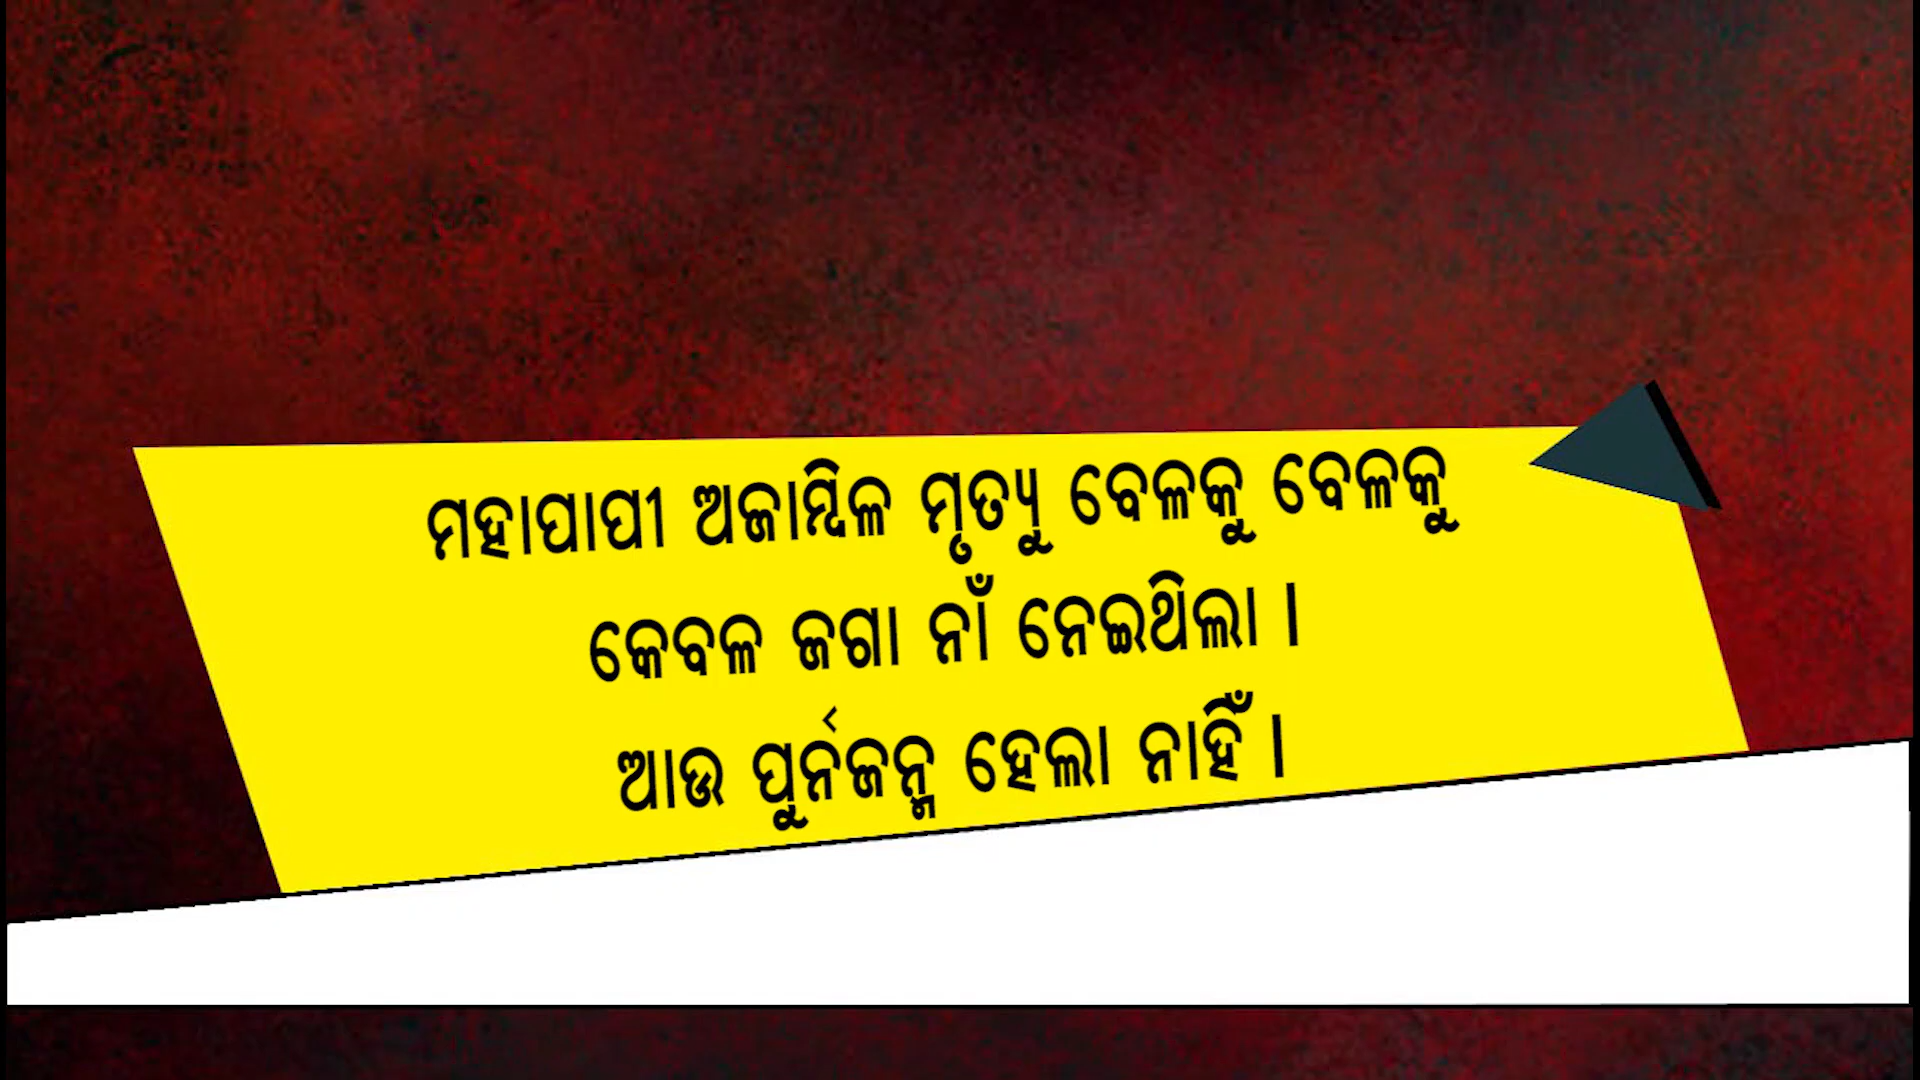 ମହାପାପୀ ଅଜାମ୍ବିଳ ମୃତ୍ୟୁ ବେଳକୁ ବେଳକୁ
କେବଳ ଜଗା ନାଁ ନେଇଥିଲା ।
ଆଉ ପୁର୍ନଜନ୍ମ ହେଲା ନାହିଁ ।